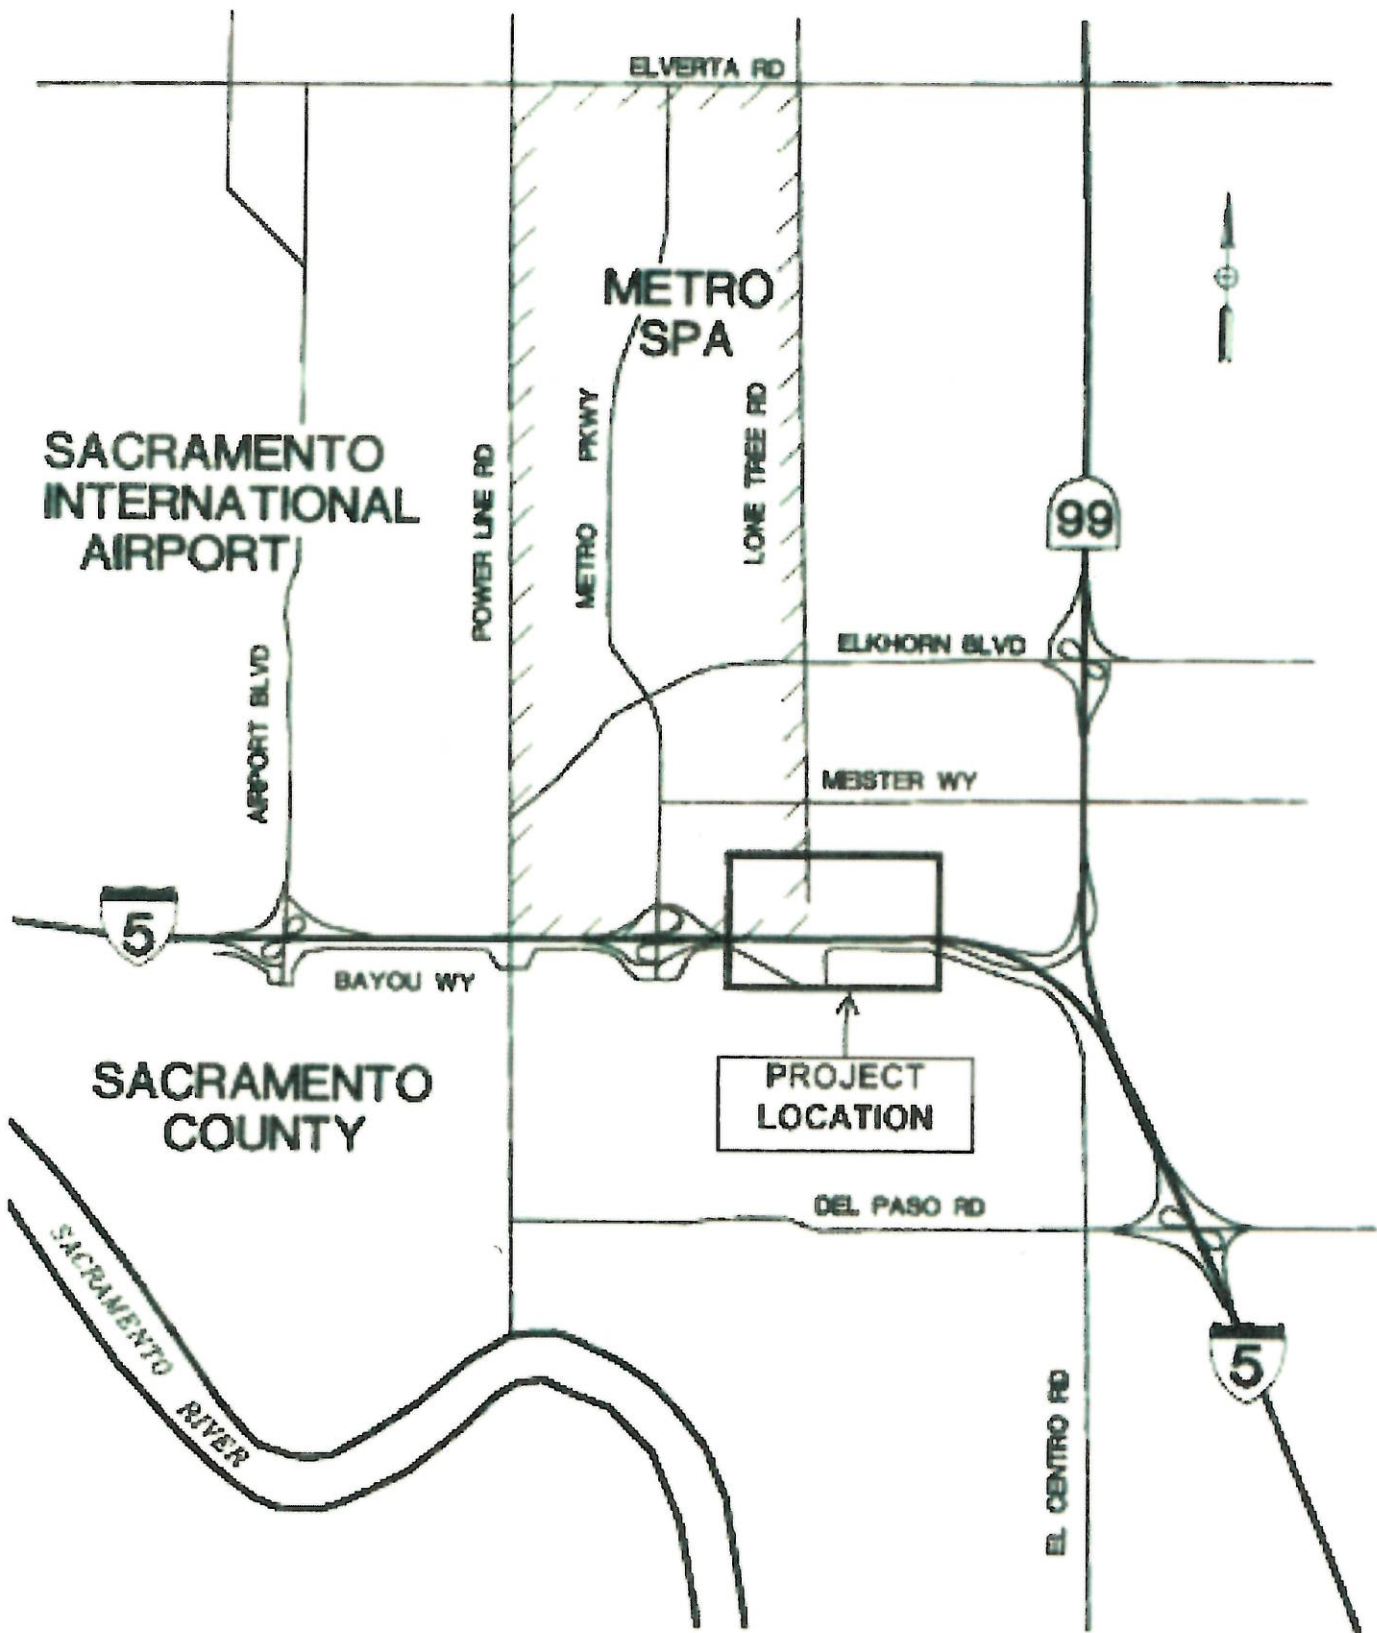 ELVERTA RD
METRO
SPA
SACRAMENTO
INTERNATIONAL
AIRPORT
POWER LINE RD
METRO PKWY
LONE TREE RD
99
ELKHORN BLVD
AIRPORT BLVD
MEISTER WY
5
BAYOU WY
SACRAMENTO
COUNTY
PROJECT
LOCATION
DEL PASO RD
SACRAMENTO RIVER
5
EL CENTRO RD